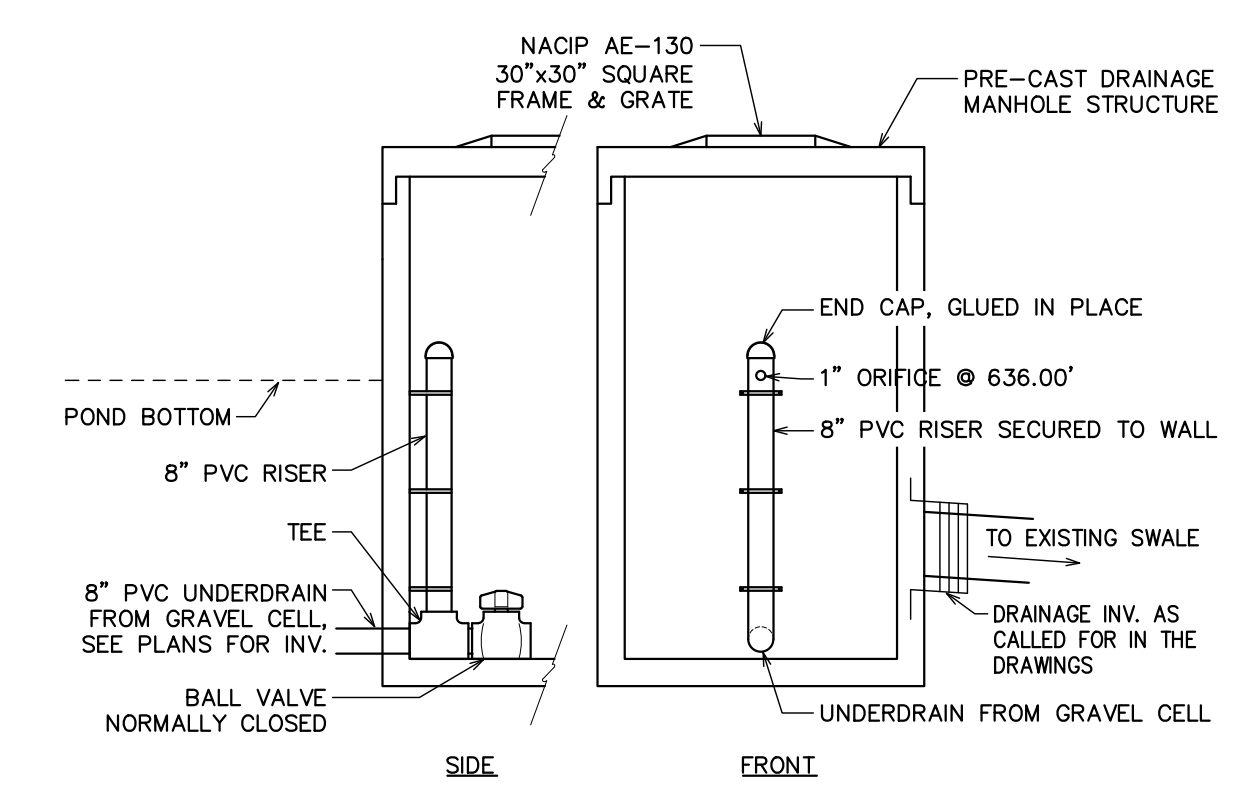 NACIP AE-130
30"x30" SQUARE
FRAME & GRATE
PRE-CAST DRAINAGE
MANHOLE STRUCTURE
END CAP, GLUED IN PLACE
1" ORIFICE @ 636.00'
POND BOTTOM
8" PVC RISER SECURED TO WALL
8" PVC RISER
TEE
TO EXISTING SWALE
8" PVC UNDERDRAIN
FROM GRAVEL CELL,
SEE PLANS FOR INV.
DRAINAGE INV. AS
CALLED FOR IN THE
DRAWINGS
BALL VALVE
NORMALLY CLOSED
UNDERDRAIN FROM GRAVEL CELL
SIDE
FRONT